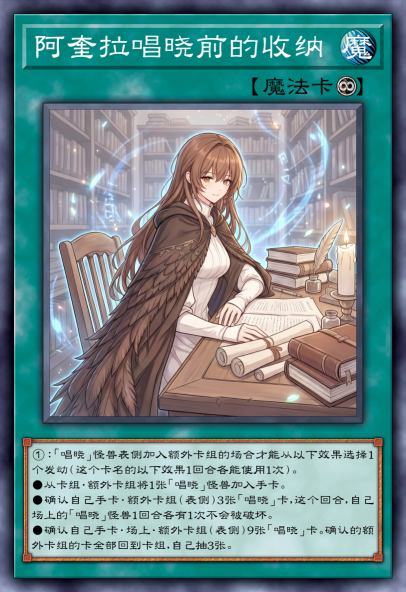 阿奎拉唱晓前的收纳 魔
【魔法卡∞】
①：「唱晓」怪兽表侧加入额外卡组的场合才能从以下效果选择1
个发动(这个卡名的以下效果1回合各能使用1次)。
●从卡组·额外卡组将1张「唱晓」怪兽加入手卡。
●确认自己手卡·额外卡组(表侧)3张「唱晓」卡,这个回合,自己
场上的「唱晓」怪兽1回合各有1次不会被破坏。
●确认自己手卡·场上·额外卡组(表侧)9张「唱晓」卡。确认的额
外卡组的卡全部回到卡组,自己抽3张。